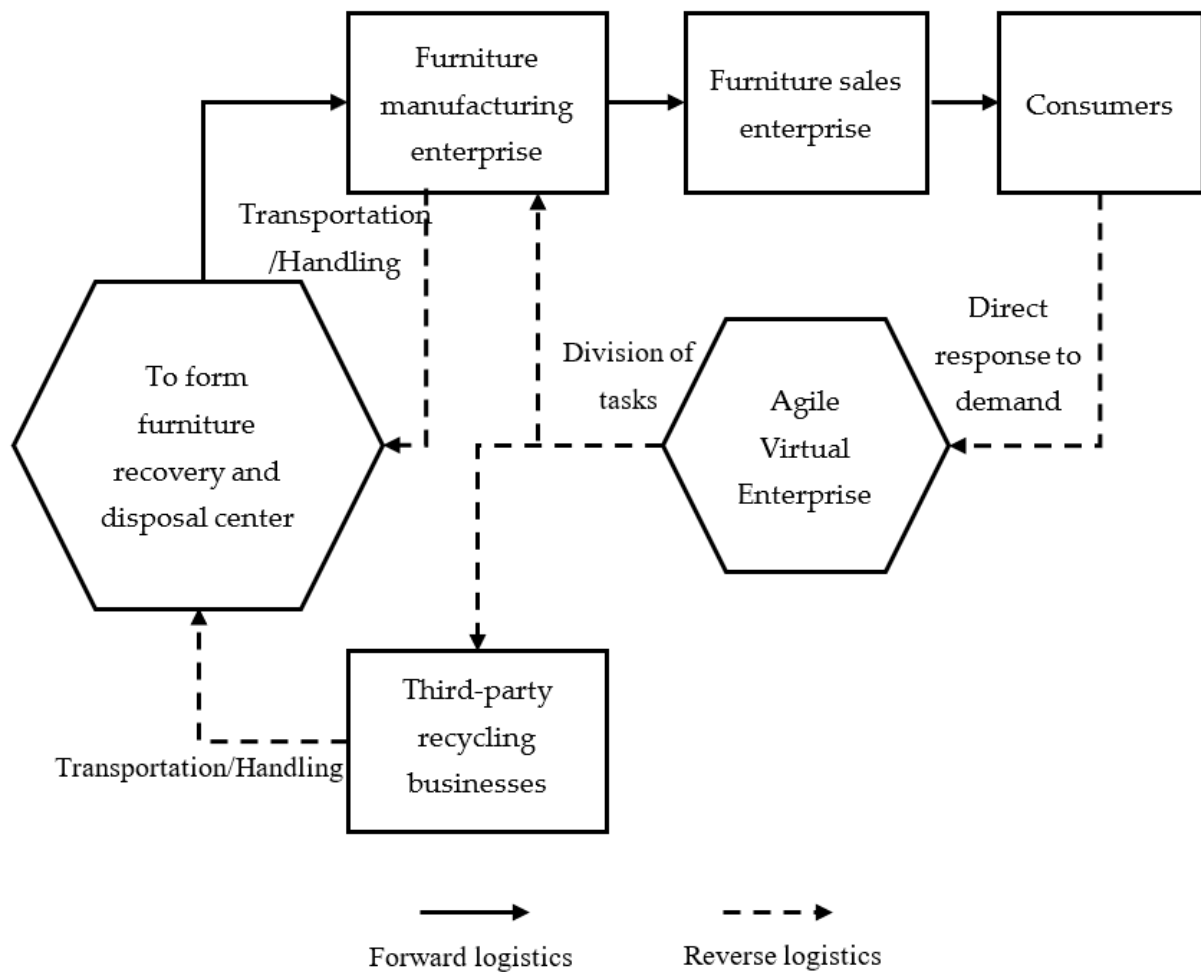 Furniture
manufacturing
enterprise
Furniture sales
enterprise
Consumers
Transportation
/Handling
To form
furniture
recovery and
disposal center
Division of
tasks
Agile
Virtual
Enterprise
Direct
response to
demand
Third-party
recycling
businesses
Transportation/Handling
Forward logistics
Reverse logistics